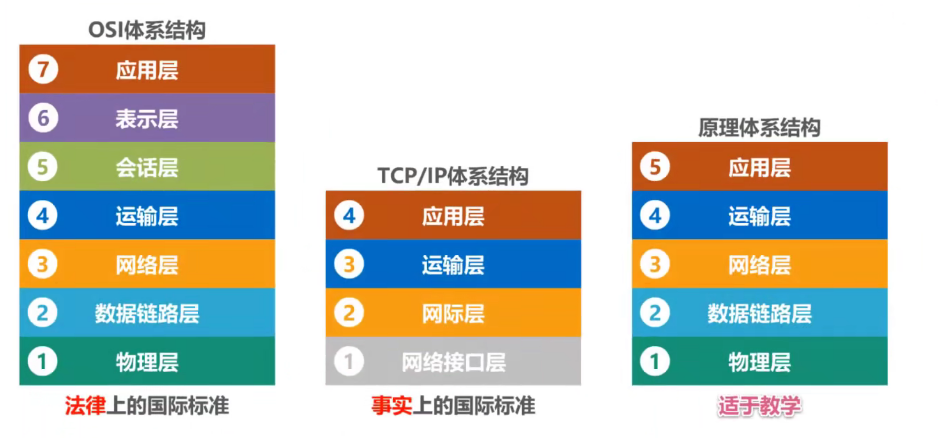 OSI体系结构
7 应用层
6 表示层
5 会话层
4 运输层
3 网络层
2 数据链路层
1 物理层
法律上的国际标准
TCP/IP体系结构
4 应用层
3 运输层
2 网际层
1 网络接口层
事实上的国际标准
原理体系结构
5 应用层
4 运输层
3 网络层
2 数据链路层
1 物理层
适于教学